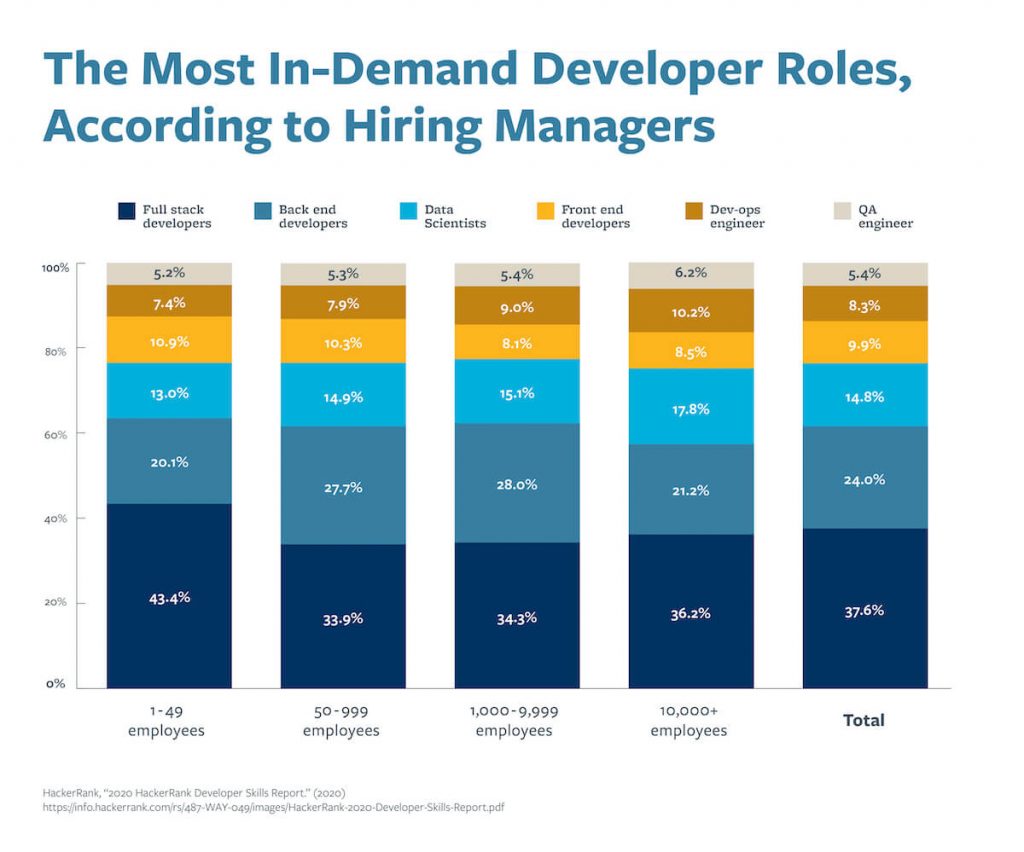 The Most In-Demand Developer Roles,
According to Hiring Managers
Full stack
developers
Back end
developers
Data
Scientists
Front end
developers
Dev-ops
engineer
QA
engineer
100%
80%
60%
40%
20%
0%
5.2%
7.4%
10.9%
13.0%
20.1%
43.4%
5.3%
7.9%
10.3%
14.9%
27.7%
33.9%
5.4%
9.0%
8.1%
15.1%
28.0%
34.3%
6.2%
10.2%
8.5%
17.8%
21.2%
36.2%
5.4%
8.3%
9.9%
14.8%
24.0%
37.6%
1-49
employees
50-999
employees
1,000-9,999
employees
10,000+
employees
Total
HackerRank, “2020 HackerRank Developer Skills Report.” (2020)
https://info.hackerrank.com/rs/487-WAY-049/images/HackerRank-2020-Developer-Skills-Report.pdf